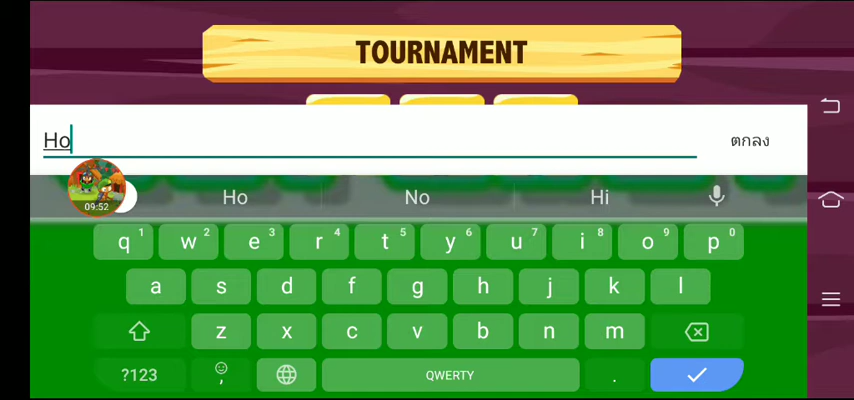 TOURNAMENT
Ho
ตกลง
09:52
Ho No Hi
q 1 w 2 e 3 r 4 t 5 y 6 u 7 i 8 o 9 p 0
a s d f g h j k l
z x c v b n m
?123 , QWERTY .